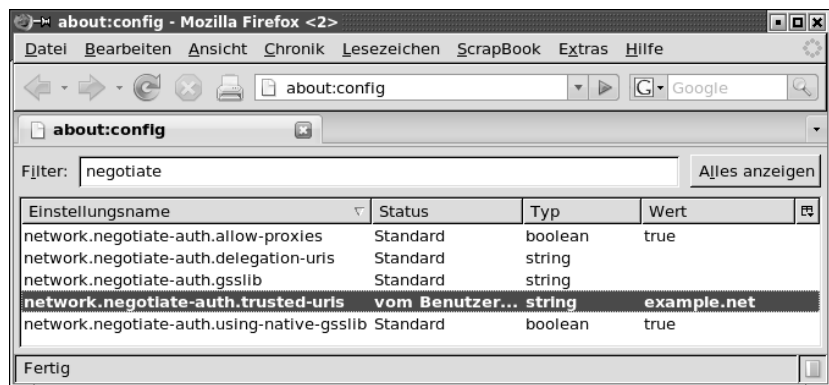 about:config - Mozilla Firefox <2>
Datei Bearbeiten Ansicht Chronik Lesezeichen ScrapBook Extras Hilfe
about:config G Google
about:config
Filter: negotiate Alles anzeigen
Einstellungsname Status Typ Wert
network.negotiate-auth.allow-proxies Standard boolean true
network.negotiate-auth.delegation-uris Standard string
network.negotiate-auth.gsslib Standard string
network.negotiate-auth.trusted-uris vom Benutzer... string example.net
network.negotiate-auth.using-native-gsslib Standard boolean true
Fertig